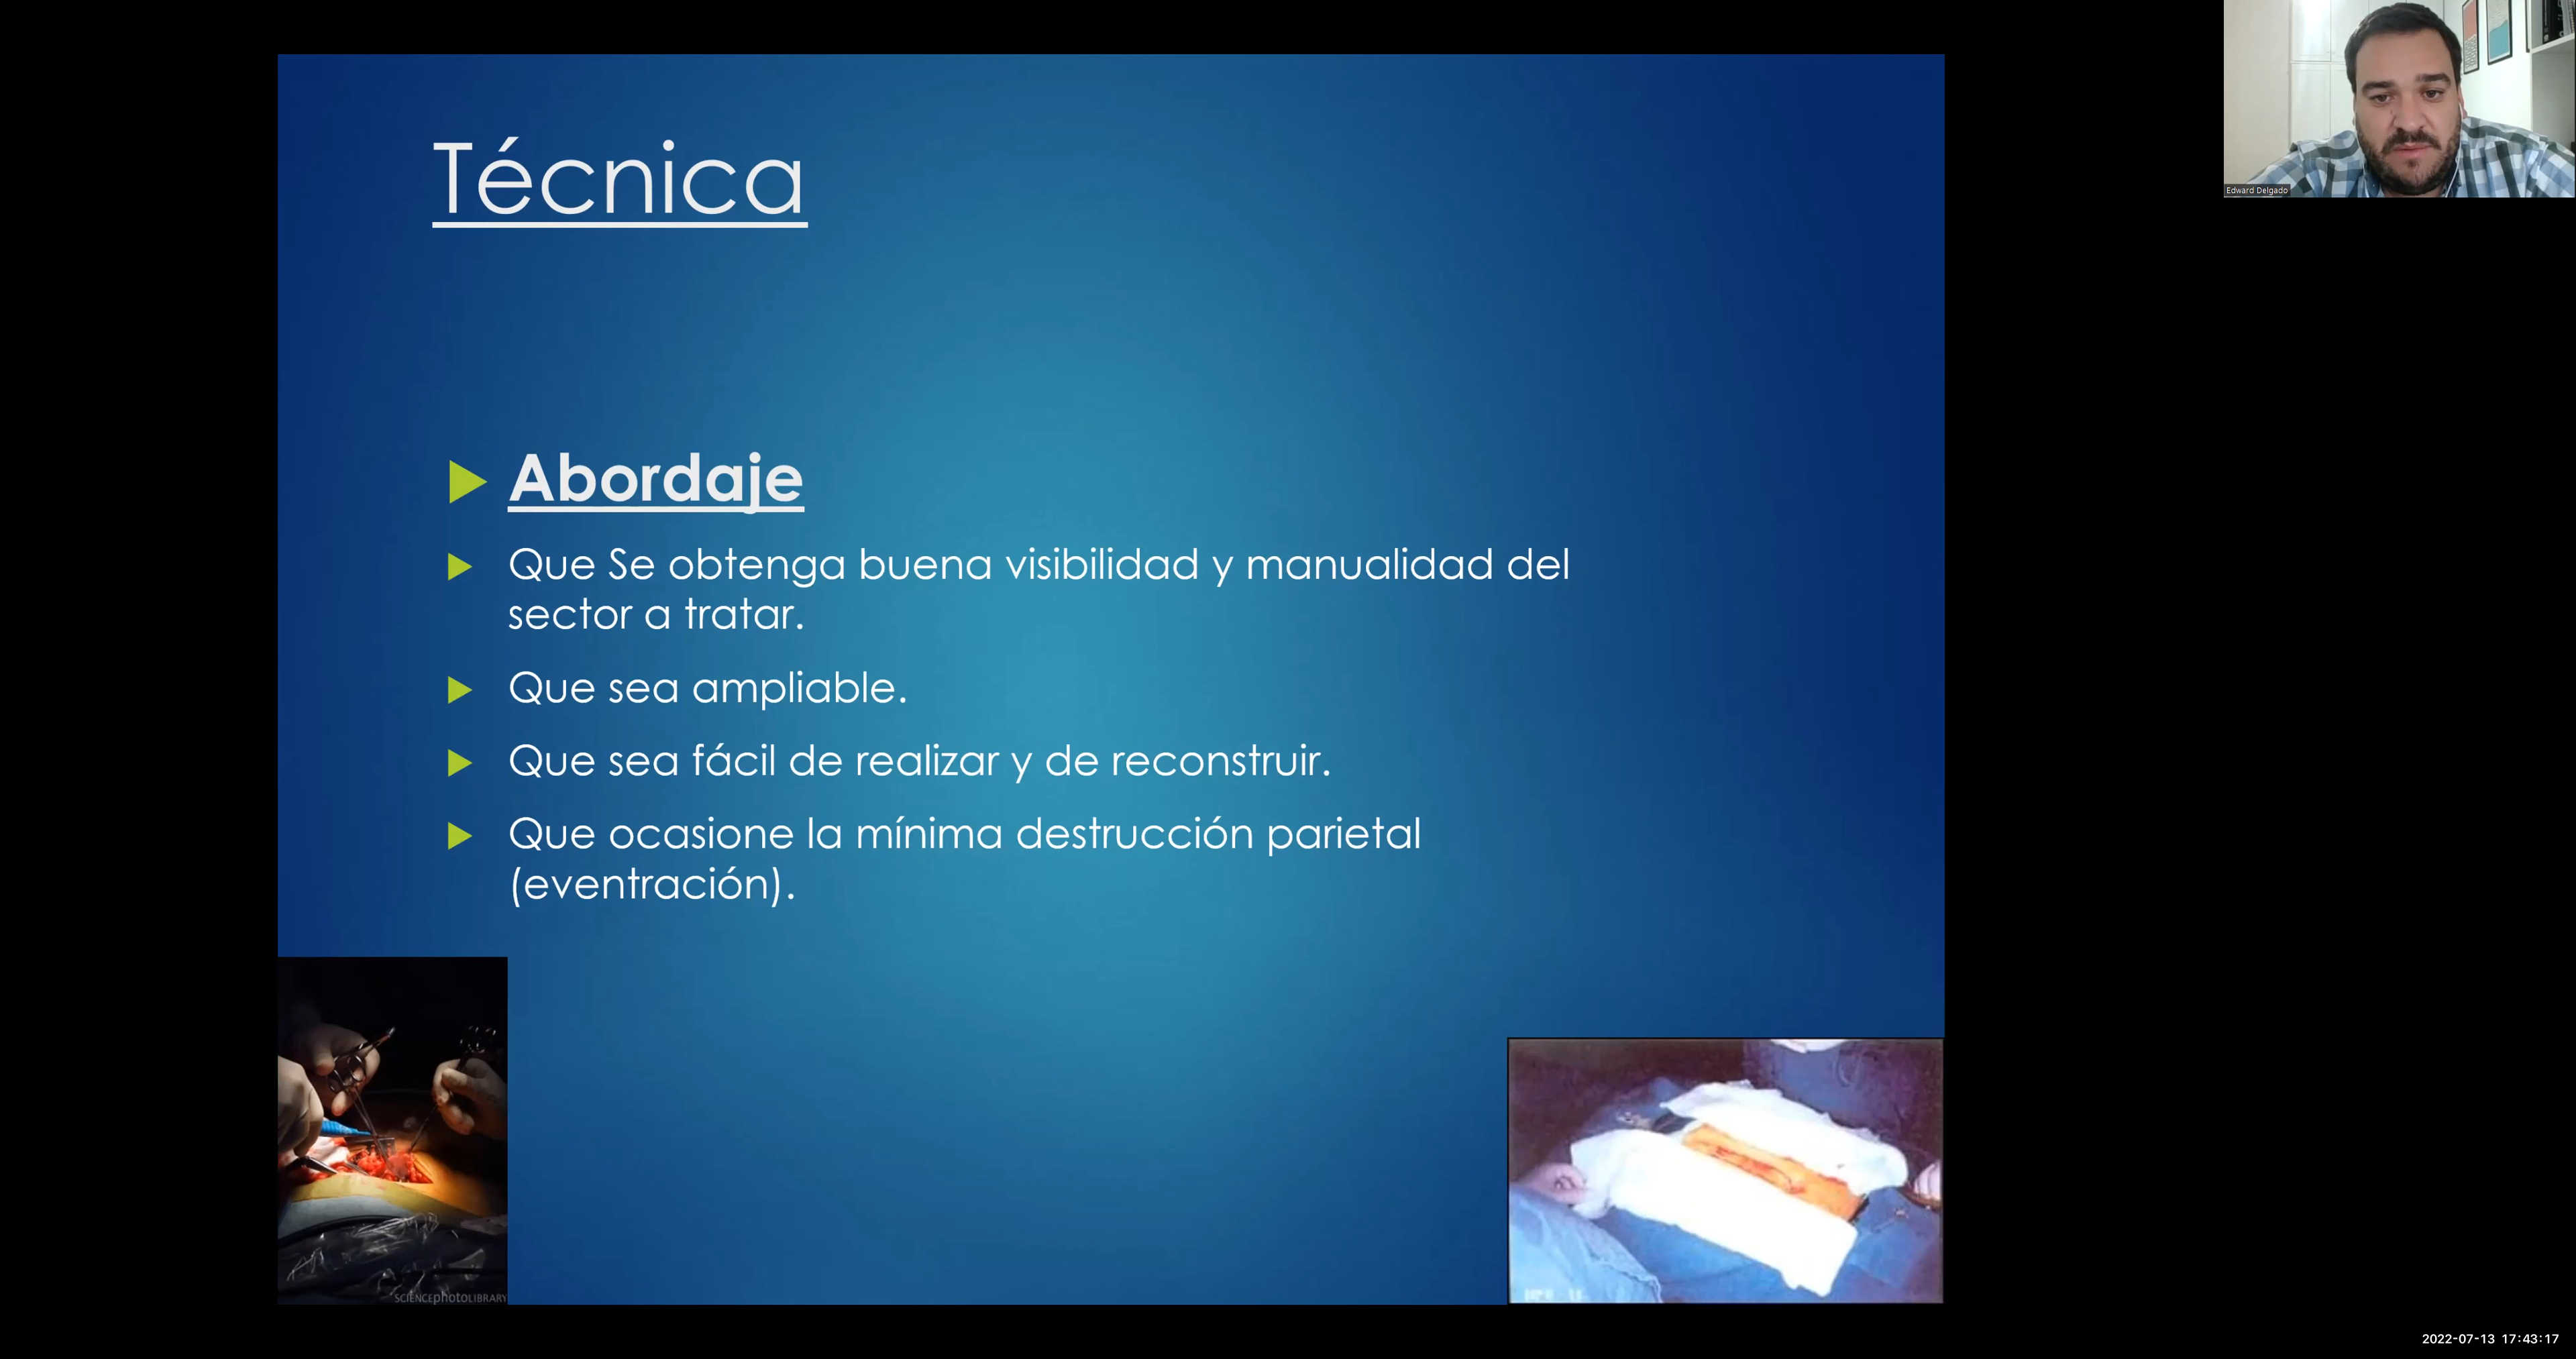 Técnica
Edward Delgado
Abordaje
Que Se obtenga buena visibilidad y manualidad del
sector a tratar.
Que sea ampliable.
Que sea fácil de realizar y de reconstruir.
Que ocasione la mínima destrucción parietal
(eventración).
SCIENCEphotoLIBRARY
2022-07-13 17:43:17